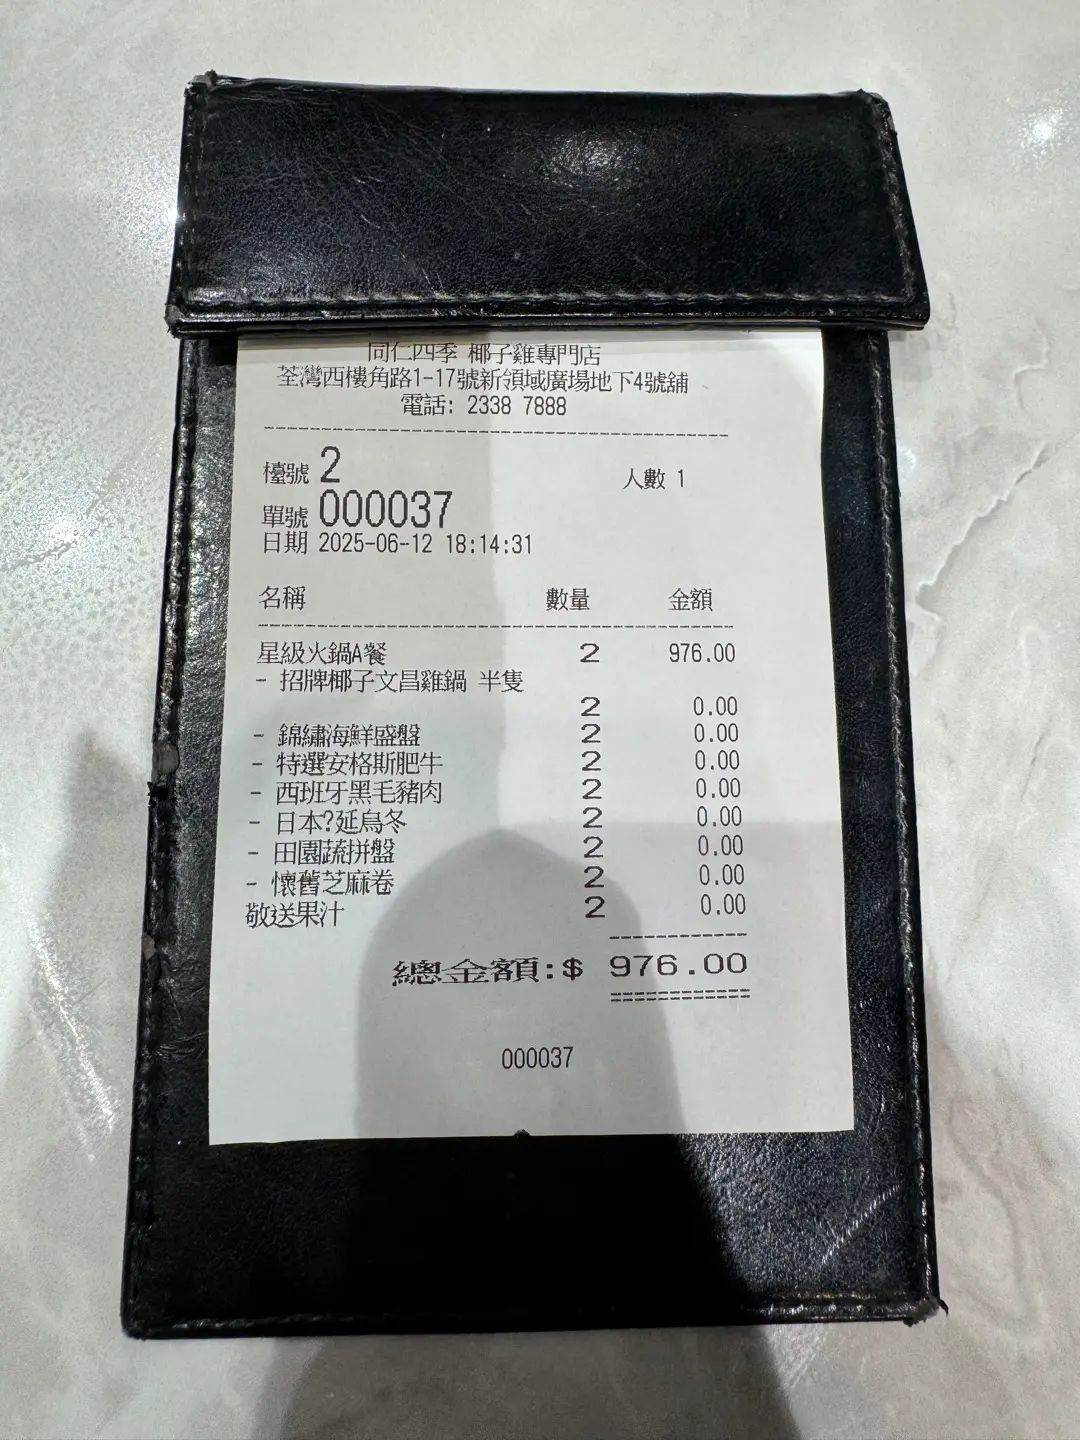 同仁四季 椰子雞專門店
荃灣西樓角路1-17號新領域廣場地下4號舖
電話: 2338 7888
檯號 2 人數 1
單號 000037
日期 2025-06-12 18:14:31
名稱 數量 金額
星級火鍋A餐 2 976.00
- 招牌椰子文昌雞鍋 半隻
2 0.00
- 錦繡海鮮盛盤 2 0.00
- 特選安格斯肥牛 2 0.00
- 西班牙黑毛豬肉 2 0.00
- 日本?延烏冬 2 0.00
- 田園蔬拼盤 2 0.00
- 懷舊芝麻卷 2 0.00
敬送果汁 2 0.00
總金額:$ 976.00
000037